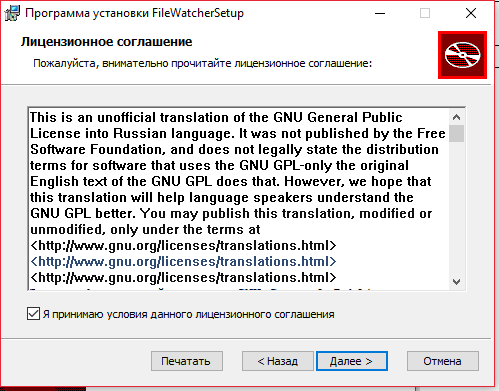 Программа установки FileWatcherSetup
Лицензионное соглашение
Пожалуйста, внимательно прочитайте лицензионное соглашение:
This is an unofficial translation of the GNU General Public
License into Russian language. It was not published by the Free
Software Foundation, and does not legally state the distribution
terms for software that uses the GNU GPL-only the original
English text of the GNU GPL does that. However, we hope that
this translation will help language speakers understand the
GNU GPL better. You may publish this translation, modified or
unmodified, only under the terms at
<http://www.gnu.org/licenses/translations.html>
<http://www.gnu.org/licenses/translations.html>
<http://www.gnu.org/licenses/translations.html>
Я принимаю условия данного лицензионного соглашения
Печатать
< Назад
Далее >
Отмена